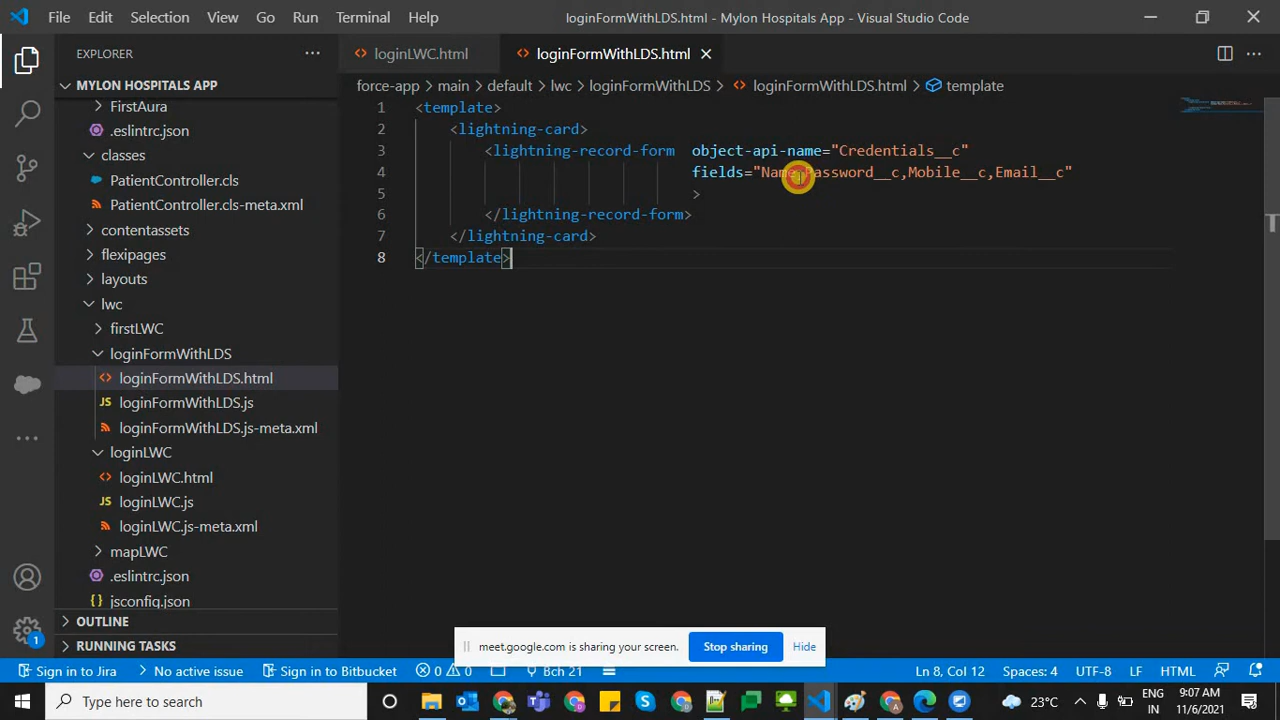 File Edit Selection View Go Run Terminal Help
loginFormWithLDS.html - Mylon Hospitals App - Visual Studio Code
EXPLORER
MYLON HOSPITALS APP
FirstAura
.eslintrc.json
classes
PatientController.cls
PatientController.cls-meta.xml
contentassets
flexipages
layouts
lwc
firstLWC
loginFormWithLDS
loginFormWithLDS.html
loginFormWithLDS.js
loginFormWithLDS.js-meta.xml
loginLWC
loginLWC.html
loginLWC.js
loginLWC.js-meta.xml
mapLWC
.eslintrc.json
jsconfig.json
OUTLINE
RUNNING TASKS
loginLWC.html loginFormWithLDS.html
force-app > main > default > lwc > loginFormWithLDS > loginFormWithLDS.html > template
1 <template>
2 <lightning-card>
3 <lightning-record-form object-api-name="Credentials__c"
4 fields="Name,Password__c,Mobile__c,Email__c"
5 >
6 </lightning-record-form>
7 </lightning-card>
8 </template>
meet.google.com is sharing your screen. Stop sharing Hide
1
Sign in to Jira No active issue Sign in to Bitbucket 0 0 Bch 21 Ln 8, Col 12 Spaces: 4 UTF-8 LF HTML
Type here to search
23°C
ENG
IN
9:07 AM
11/6/2021